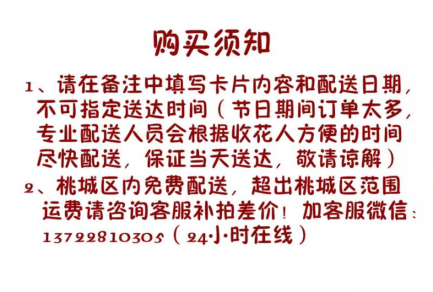 购买须知
1、请在备注中填写卡片内容和配送日期，
不可指定送达时间（节日期间订单太多，
专业配送人员会根据收花人方便的时间
尽快配送，保证当天送达，敬请谅解）
2、桃城区内免费配送，超出桃城区范围
运费请咨询客服补拍差价！加客服微信：
13722810305（24小时在线）